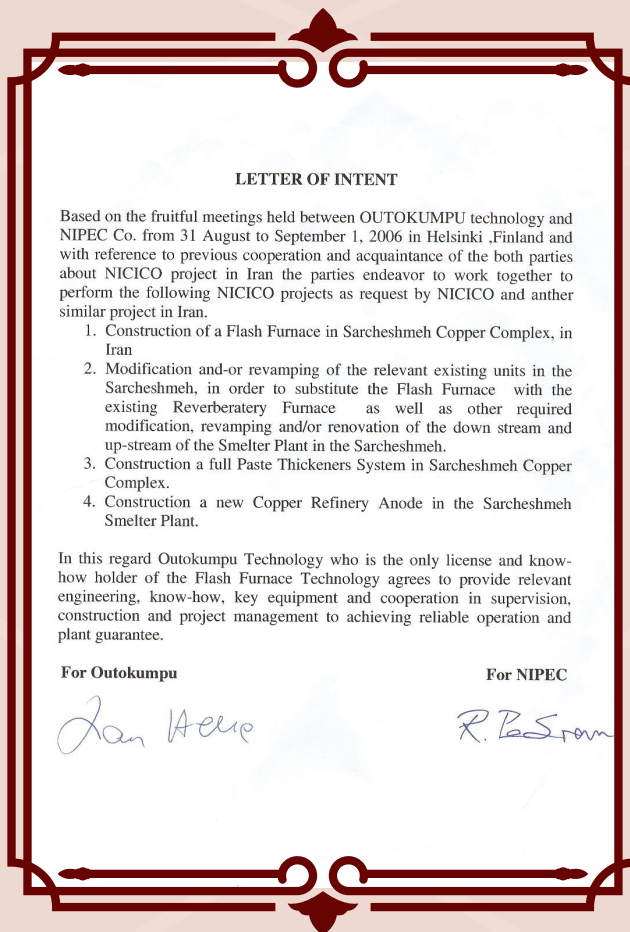 LETTER OF INTENT
Based on the fruitful meetings held between OUTOKUMPU technology and
NIPEC Co. from 31 August to September 1, 2006 in Helsinki ,Finland and
with reference to previous cooperation and acquaintance of the both parties
about NICICO project in Iran the parties endeavor to work together to
perform the following NICICO projects as request by NICICO and anther
similar project in Iran.
1. Construction of a Flash Furnace in Sarcheshmeh Copper Complex, in
Iran
2. Modification and-or revamping of the relevant existing units in the
Sarcheshmeh, in order to substitute the Flash Furnace with the
existing Reverberatery Furnace as well as other required
modification, revamping and/or renovation of the down stream and
up-stream of the Smelter Plant in the Sarcheshmeh.
3. Construction a full Paste Thickeners System in Sarcheshmeh Copper
Complex.
4. Construction a new Copper Refinery Anode in the Sarcheshmeh
Smelter Plant.
In this regard Outokumpu Technology who is the only license and know-
how holder of the Flash Furnace Technology agrees to provide relevant
engineering, know-how, key equipment and cooperation in supervision,
construction and project management to achieving reliable operation and
plant guarantee.
For Outokumpu
For NIPEC
R.